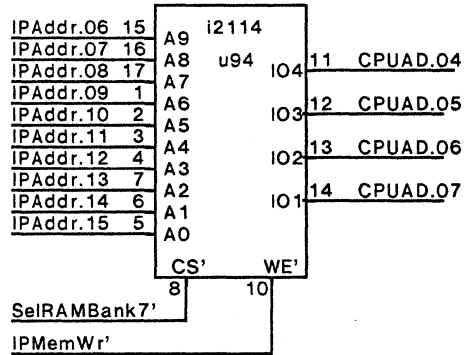 IPAddr.06 15 A9 i2114
IPAddr.07 16 A8 u94
IPAddr.08 17 A7 IO4 11 CPUAD.04
IPAddr.09 1 A6
IPAddr.10 2 A5 IO3 12 CPUAD.05
IPAddr.11 3 A4
IPAddr.12 4 A3 IO2 13 CPUAD.06
IPAddr.13 7 A2
IPAddr.14 6 A1 IO1 14 CPUAD.07
IPAddr.15 5 A0
CS' WE'
8 10
SelRAMBank7'
IPMemWr'